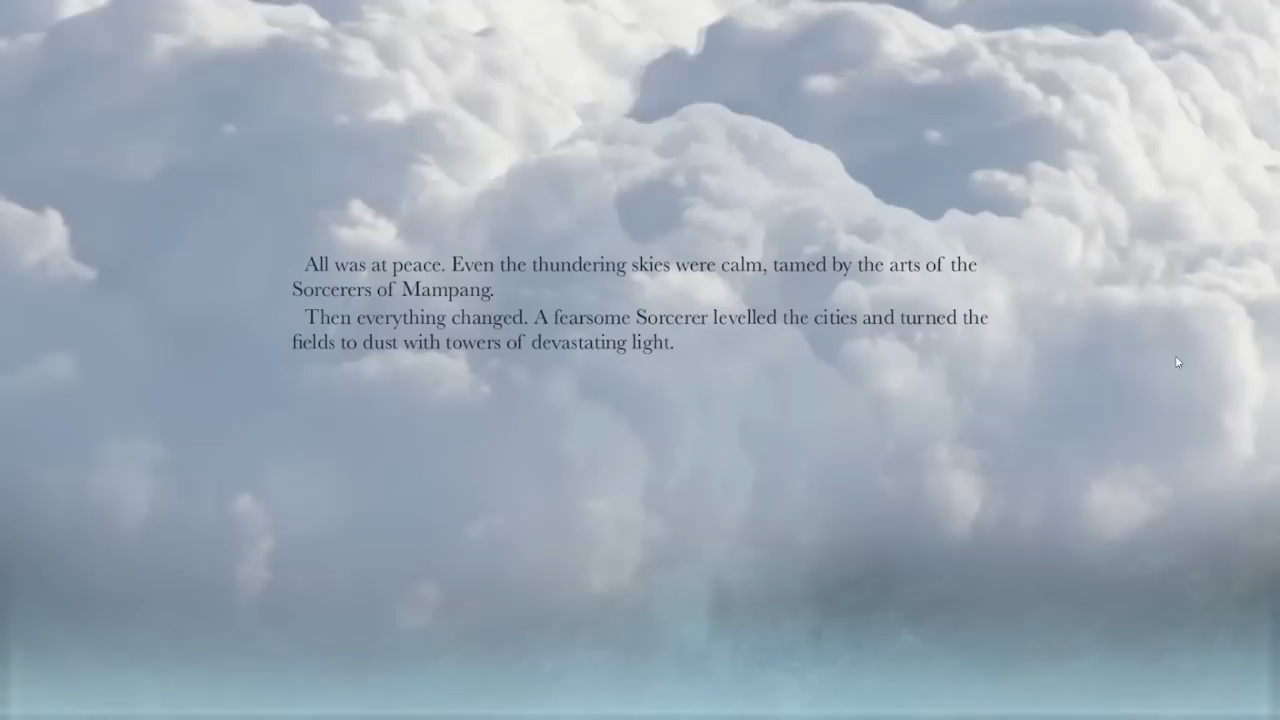 All was at peace. Even the thundering skies were calm, tamed by the arts of the
Sorcerers of Mampang.
Then everything changed. A fearsome Sorcerer levelled the cities and turned the
fields to dust with towers of devastating light.